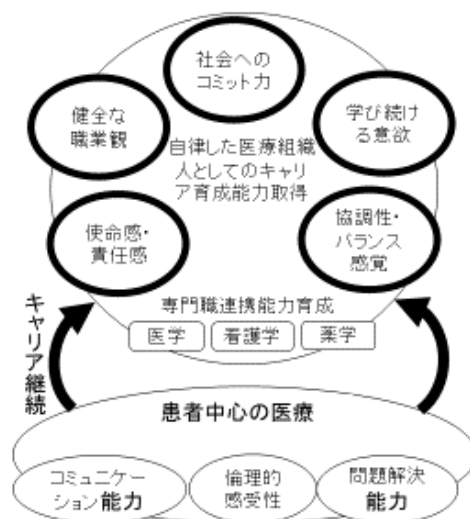 社会への
コミット力
健全な
職業観
学び続け
る意欲
自律した医療組織
人としてのキャリ
ア育成能力取得
使命感・
責任感
協調性・
バランス
感覚
専門職連携能力育成
医学
看護学
薬学
キャリア継続
患者中心の医療
コミュニケー
ション能力
倫理的
感受性
問題解決
能力